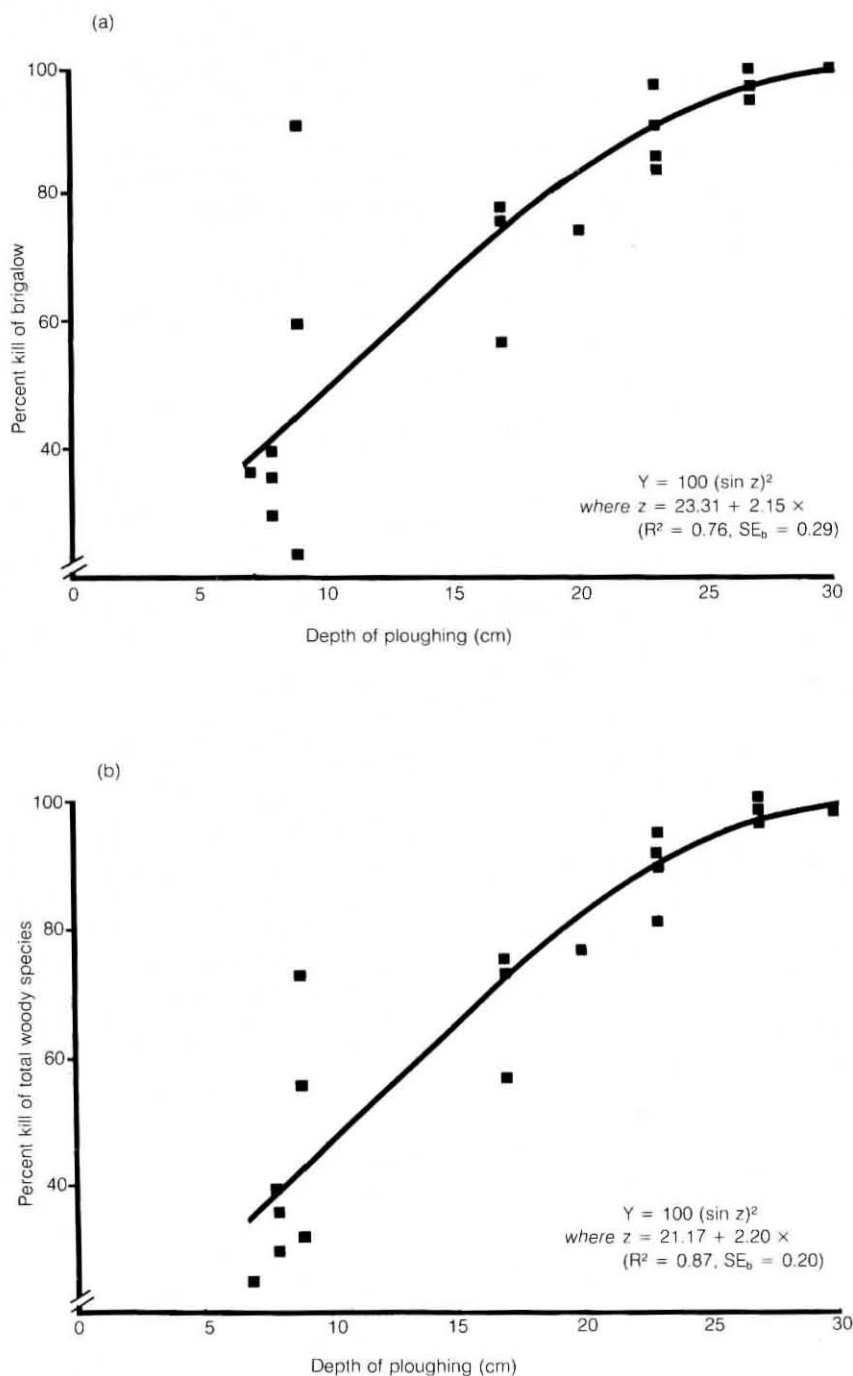 (a)
100
80
60
40
Percent kill of brigalow
Y = 100 (sin z)²
where z = 23.31 + 2.15 ×
(R² = 0.76, SE_b = 0.29)
0 5 10 15 20 25 30
Depth of ploughing (cm)
(b)
100
80
60
40
Percent kill of total woody species
Y = 100 (sin z)²
where z = 21.17 + 2.20 ×
(R² = 0.87, SE_b = 0.20)
0 5 10 15 20 25 30
Depth of ploughing (cm)